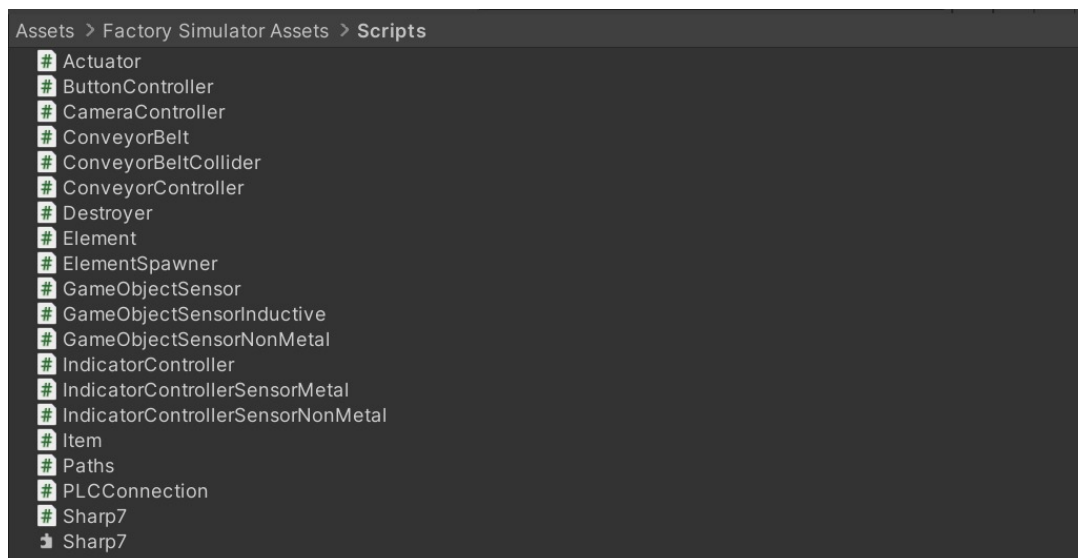 Assets > Factory Simulator Assets > Scripts
# Actuator
# ButtonController
# CameraController
# ConveyorBelt
# ConveyorBeltCollider
# ConveyorController
# Destroyer
# Element
# ElementSpawner
# GameObjectSensor
# GameObjectSensorInductive
# GameObjectSensorNonMetal
# IndicatorController
# IndicatorControllerSensorMetal
# IndicatorControllerSensorNonMetal
# Item
# Paths
# PLCConnection
# Sharp7
Sharp7